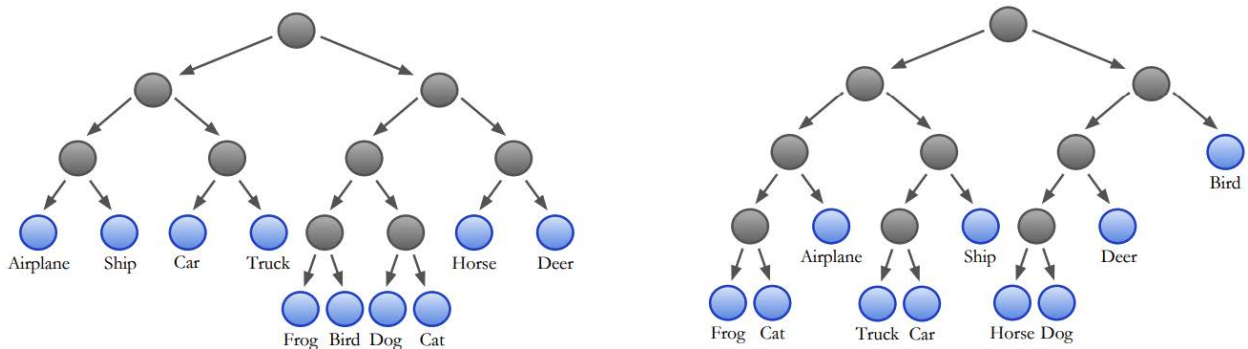 Airplane Ship Car Truck Horse Deer
Frog Bird Dog Cat
Bird
Airplane Ship Deer
Frog Cat Truck Car Horse Dog